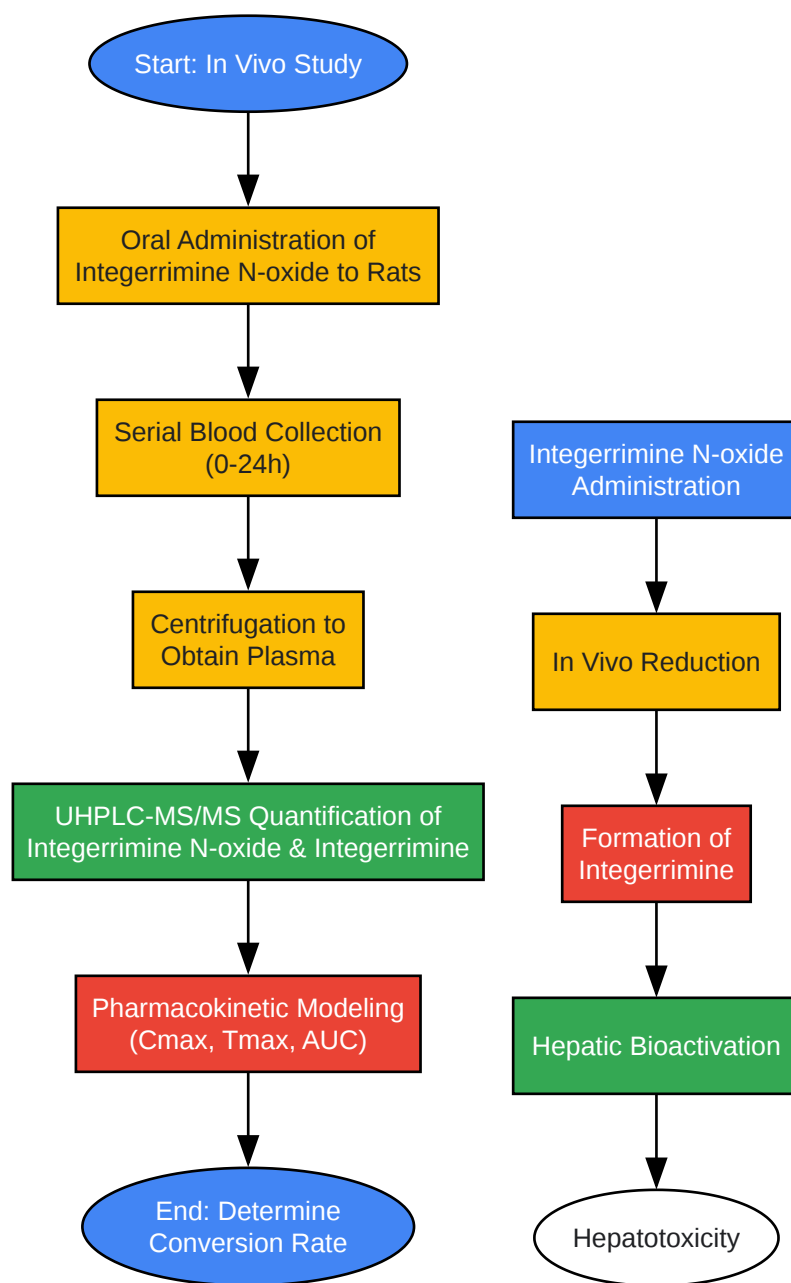 Start: In Vivo Study
Oral Administration of
Integerrimine N-oxide to Rats
Serial Blood Collection
(0-24h)
Centrifugation to
Obtain Plasma
UHPLC-MS/MS Quantification of
Integerrimine N-oxide & Integerrimine
Pharmacokinetic Modeling
(Cmax, Tmax, AUC)
End: Determine
Conversion Rate
Integerrimine N-oxide
Administration
In Vivo Reduction
Formation of
Integerrimine
Hepatic Bioactivation
Hepatotoxicity